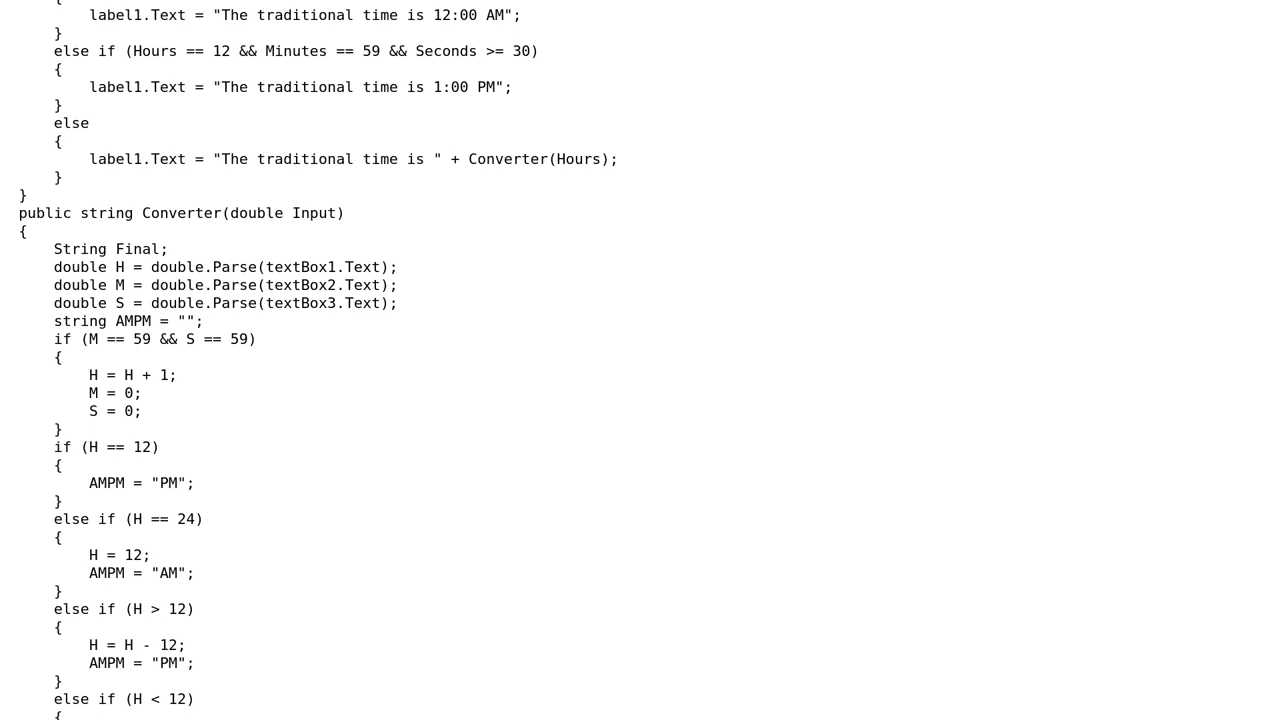 {
label1.Text = "The traditional time is 12:00 AM";
}
else if (Hours == 12 && Minutes == 59 && Seconds >= 30)
{
label1.Text = "The traditional time is 1:00 PM";
}
else
{
label1.Text = "The traditional time is " + Converter(Hours);
}
}
public string Converter(double Input)
{
String Final;
double H = double.Parse(textBox1.Text);
double M = double.Parse(textBox2.Text);
double S = double.Parse(textBox3.Text);
string AMPM = "";
if (M == 59 && S == 59)
{
H = H + 1;
M = 0;
S = 0;
}
if (H == 12)
{
AMPM = "PM";
}
else if (H == 24)
{
H = 12;
AMPM = "AM";
}
else if (H > 12)
{
H = H - 12;
AMPM = "PM";
}
else if (H < 12)
{